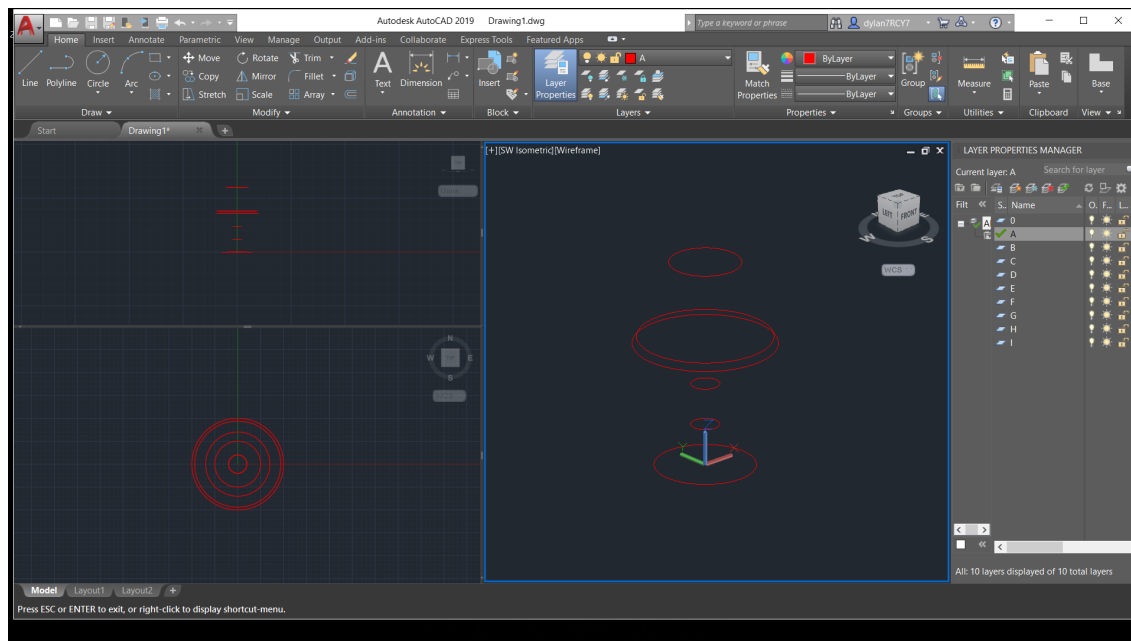 Autodesk AutoCAD 2019 Drawing1.dwg
Type a keyword or phrase
dylan7RCY7
Home Insert Annotate Parametric View Manage Output Add-ins Collaborate Express Tools Featured Apps
Line Polyline Circle Arc
Move Rotate Trim
Copy Mirror Fillet
Stretch Scale Array
Text Dimension
Insert
Layer Properties
A
Match Properties
ByLayer
ByLayer
ByLayer
Group
Measure
Paste
Base
Draw Modify Annotation Block Layers Properties Groups Utilities Clipboard View
Start Drawing1*
[+][SW Isometric][Wireframe]
TOP
LEFT FRONT
S
WCS
Z
Y X
N
W E
S
LAYER PROPERTIES MANAGER
Current layer: A
Search for layer
Filt S.. Name O. F... L...
A
0
A
B
C
D
E
F
G
H
I
All: 10 layers displayed of 10 total layers
Model Layout1 Layout2
Press ESC or ENTER to exit, or right-click to display shortcut-menu.